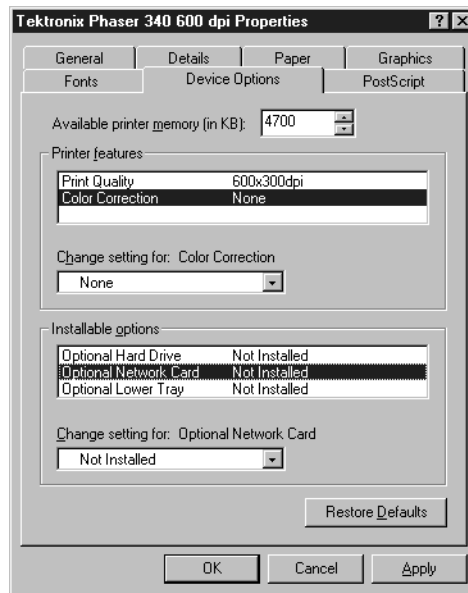 Tektronix Phaser 340 600 dpi Properties
General Details Paper Graphics
Fonts Device Options PostScript
Available printer memory (in KB): 4700
Printer features
Print Quality 600x300dpi
Color Correction None
Change setting for: Color Correction
None
Installable options
Optional Hard Drive Not Installed
Optional Network Card Not Installed
Optional Lower Tray Not Installed
Change setting for: Optional Network Card
Not Installed
Restore Defaults
OK Cancel Apply